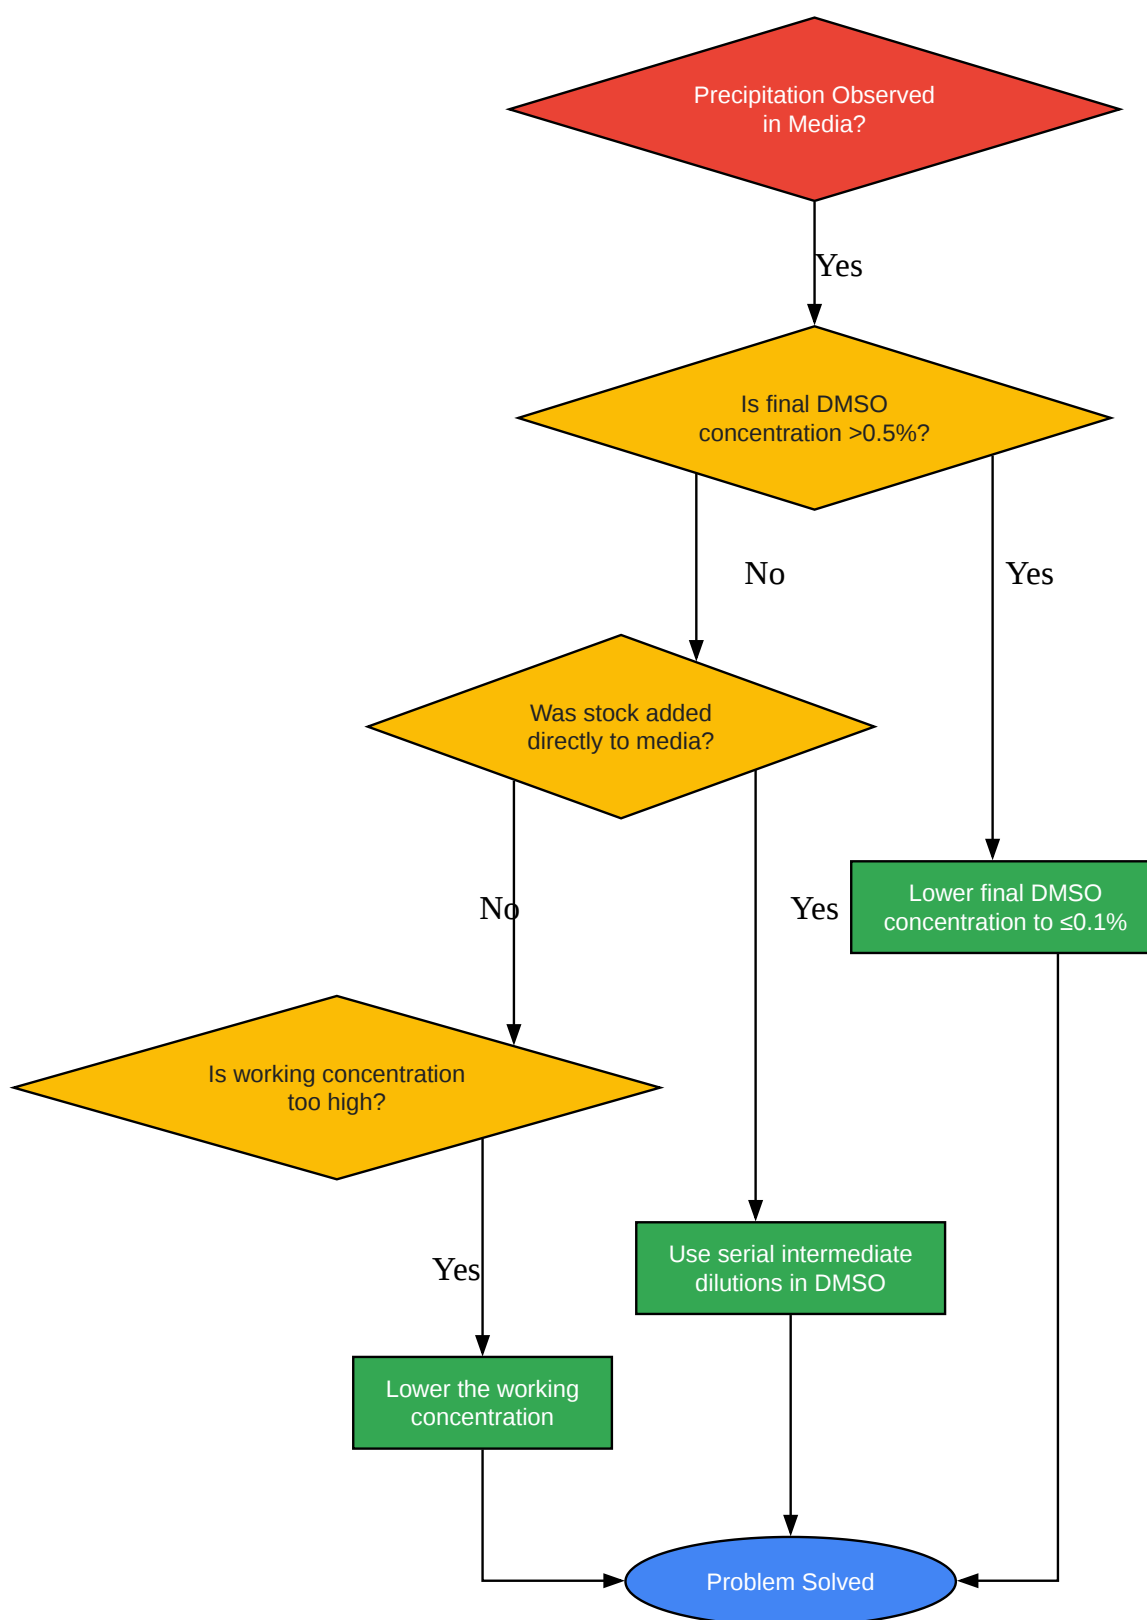 Precipitation Observed
in Media?
Yes
Is final DMSO
concentration >0.5%?
No
Yes
Was stock added
directly to media?
No
Yes
Lower final DMSO
concentration to ≤0.1%
Is working concentration
too high?
Yes
Use serial intermediate
dilutions in DMSO
Lower the working
concentration
Problem Solved